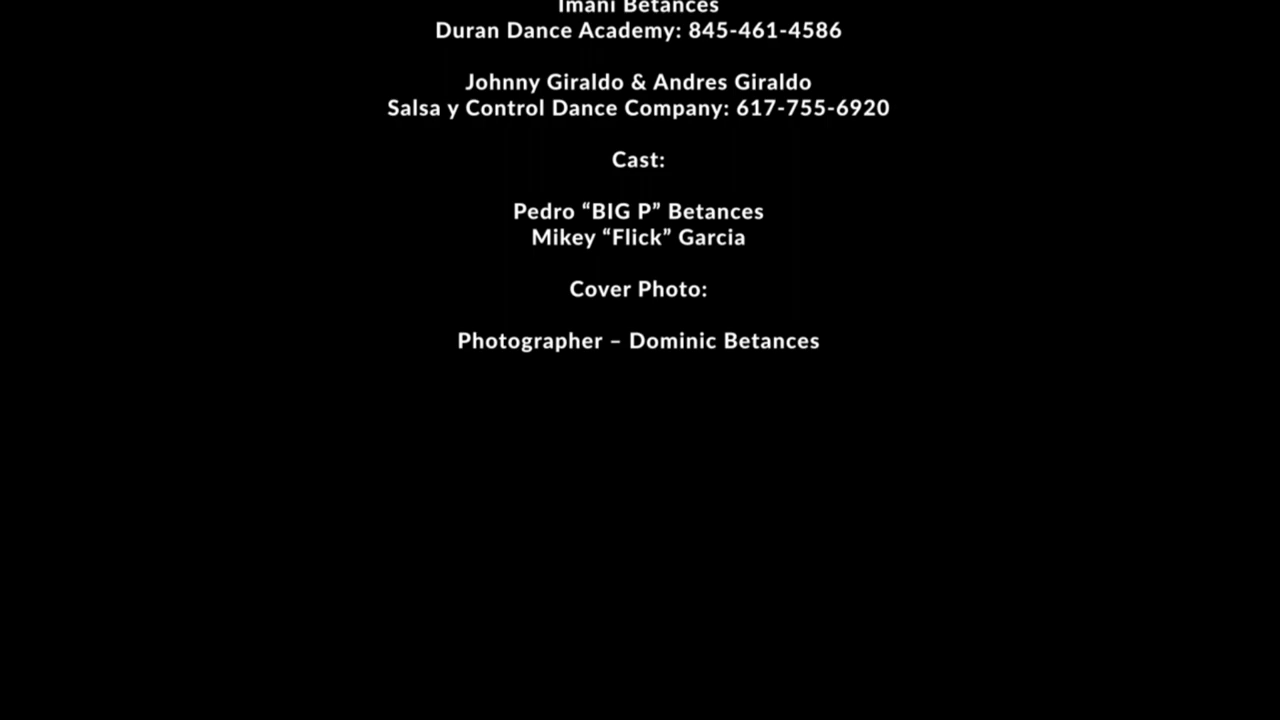 Imani Betances
Duran Dance Academy: 845-461-4586
Johnny Giraldo & Andres Giraldo
Salsa y Control Dance Company: 617-755-6920
Cast:
Pedro “BIG P” Betances
Mikey “Flick” Garcia
Cover Photo:
Photographer – Dominic Betances